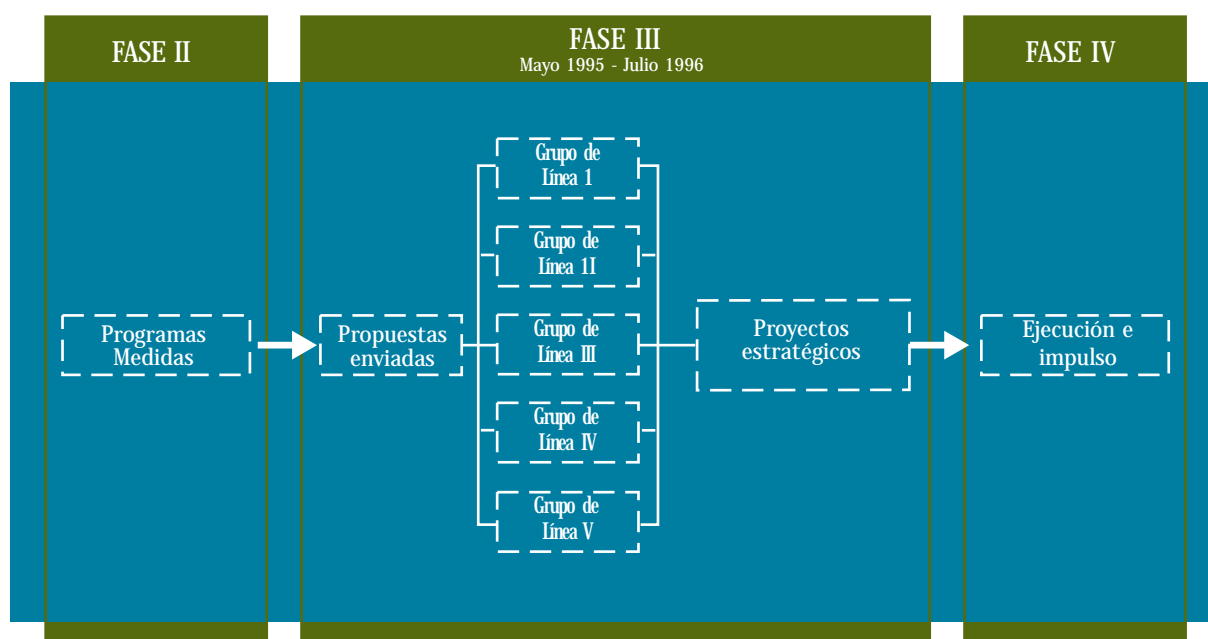 FASE II
FASE III
Mayo 1995 - Julio 1996
FASE IV
Programas
Medidas
Propuestas
enviadas
Grupo de
Línea 1
Grupo de
Línea 1I
Grupo de
Línea III
Grupo de
Línea IV
Grupo de
Línea V
Proyectos
estratégicos
Ejecución e
impulso